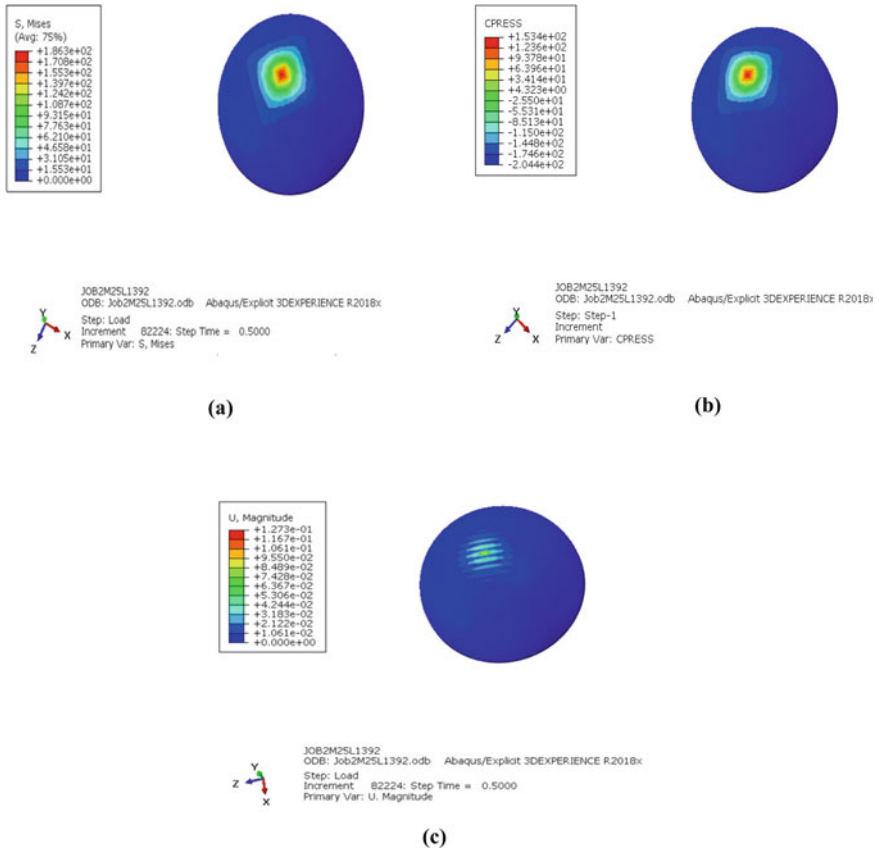 S, Mises
(Avg: 75%)
+1.863e+02
+1.708e+02
+1.553e+02
+1.397e+02
+1.242e+02
+1.087e+02
+9.315e+01
+7.763e+01
+6.210e+01
+4.658e+01
+3.105e+01
+1.553e+01
+0.000e+00
Y
X
Z
JOB2M25L1392
ODB: Job2M25L1392.odb Abaqus/Explicit 3DEXPERIENCE R2018x
Step: Load
Increment 82224: Step Time = 0.5000
Primary Var: S, Mises
(a)
CPRESS
+1.534e+02
+1.236e+02
+9.378e+01
+6.396e+01
+3.414e+01
+4.323e+00
-2.550e+01
-5.531e+01
-8.513e+01
-1.150e+02
-1.448e+02
-1.746e+02
-2.044e+02
Y
Z
X
JOB2M25L1392
ODB: Job2M25L1392.odb Abaqus/Explicit 3DEXPERIENCE R2018x
Step: Step-1
Increment
Primary Var: CPRESS
(b)
U, Magnitude
+1.273e-01
+1.167e-01
+1.061e-01
+9.550e-02
+8.489e-02
+7.428e-02
+6.367e-02
+5.306e-02
+4.244e-02
+3.183e-02
+2.122e-02
+1.061e-02
+0.000e+00
Y
Z
X
JOB2M25L1392
ODB: Job2M25L1392.odb Abaqus/Explicit 3DEXPERIENCE R2018x
Step: Load
Increment 82224: Step Time = 0.5000
Primary Var: U. Magnitude
(c)